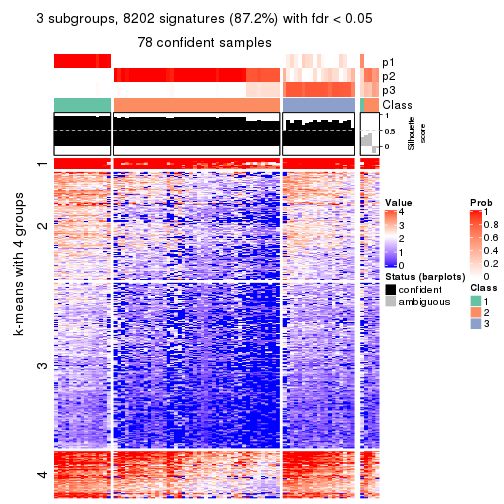 3 subgroups, 8202 signatures (87.2%) with fdr < 0.05
78 confident samples
p1
p2
p3
Class
1
0.5
0
Silhouette
score
k-means with 4 groups
1
2
3
4
Value
4
3
2
1
0
Status (barplots)
confident
ambiguous
Prob
1
0.8
0.6
0.4
0.2
0
Class
1
2
3